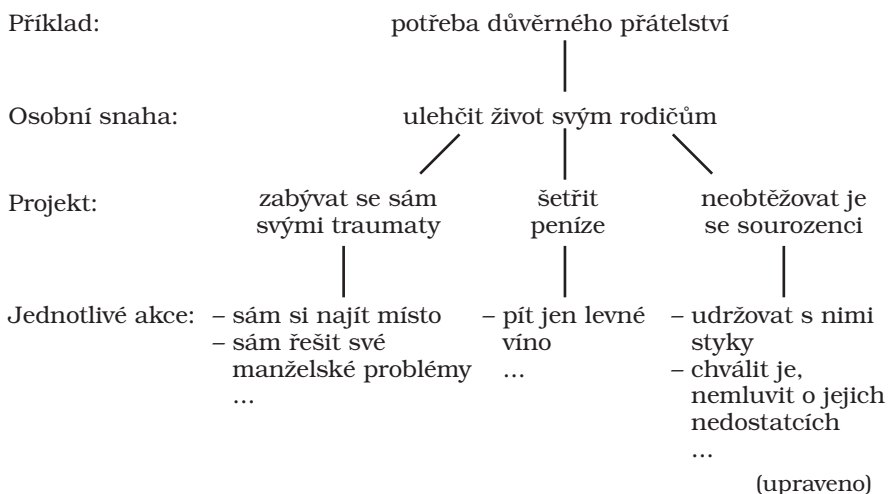 Příklad: potřeba důvěrného přátelství
Osobní snaha: ulehčit život svým rodičům
Projekt: zabývat se sám šetřit neobtěžovat je
svými traumaty peníze se sourozenci
Jednotlivé akce: – sám si najít místo – pít jen levné – udržovat s nimi
– sám řešit své víno styky
manželské problémy … – chválit je,
… nemluvit o jejich
nedostatcích
…
(upraveno)